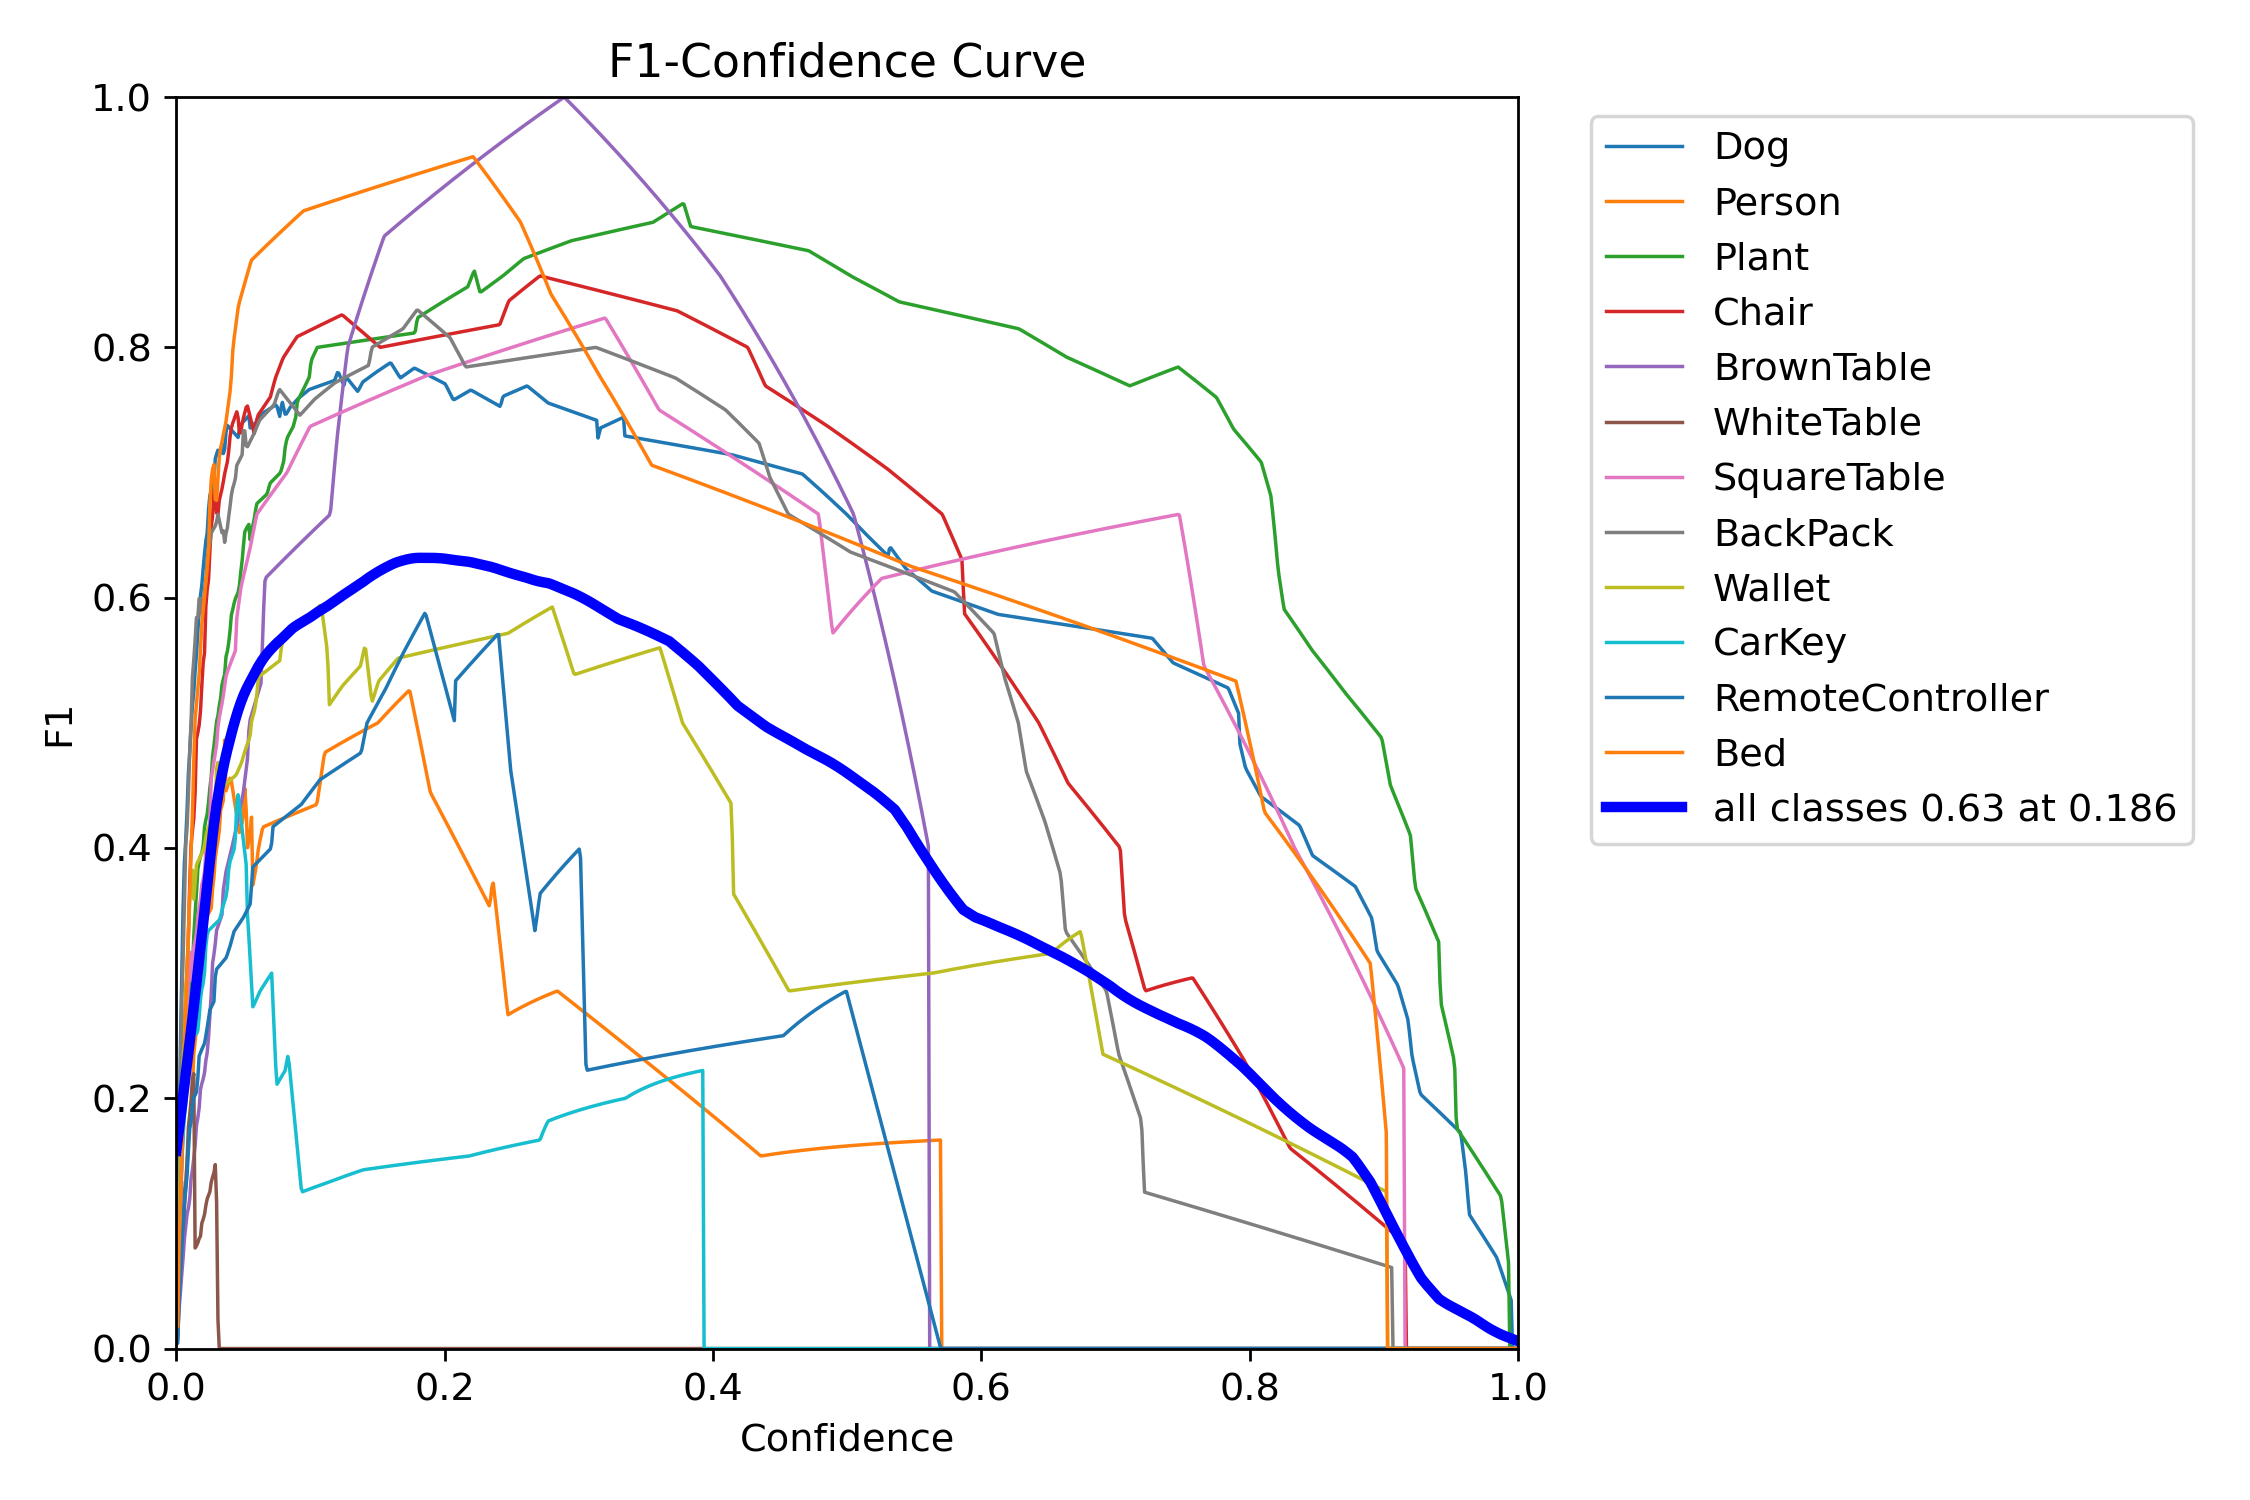 F1-Confidence Curve
1.0
0.8
0.6
0.4
0.2
0.0
F1
0.0 0.2 0.4 0.6 0.8 1.0
Confidence
Dog
Person
Plant
Chair
BrownTable
WhiteTable
SquareTable
BackPack
Wallet
CarKey
RemoteController
Bed
all classes 0.63 at 0.186